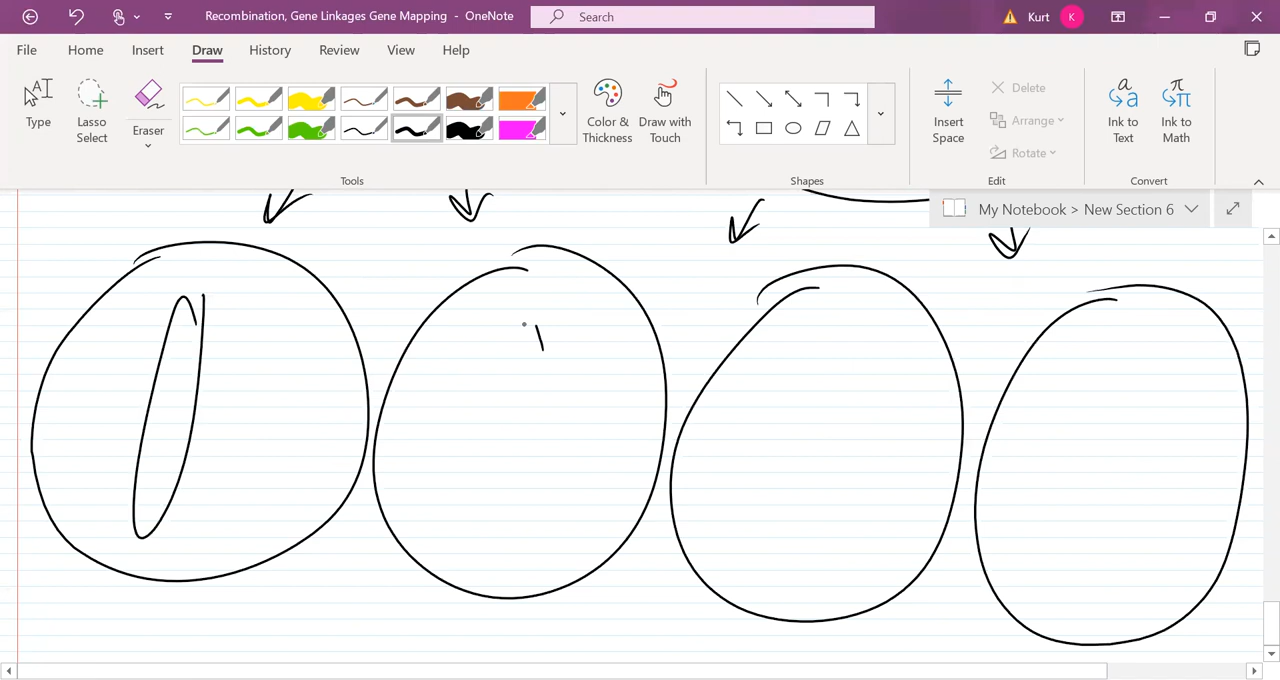 Recombination, Gene Linkages Gene Mapping - OneNote
Search
Kurt
K
File Home Insert Draw History Review View Help
Type
Lasso Select
Eraser
Color & Thickness
Draw with Touch
Insert Space
Delete
Arrange
Rotate
Ink to Text
Ink to Math
Tools
Shapes
Edit
Convert
My Notebook > New Section 6